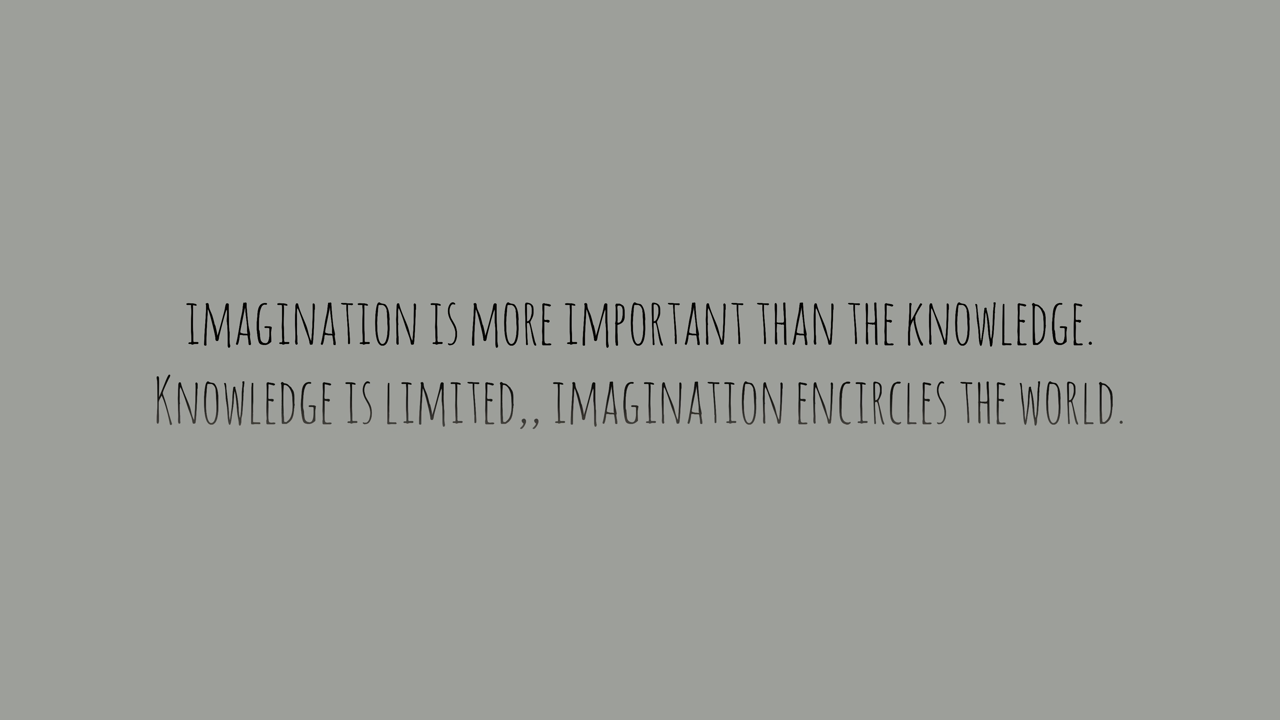 imagination is more important than the knowledge.
Knowledge is limited,, imagination encircles the world.